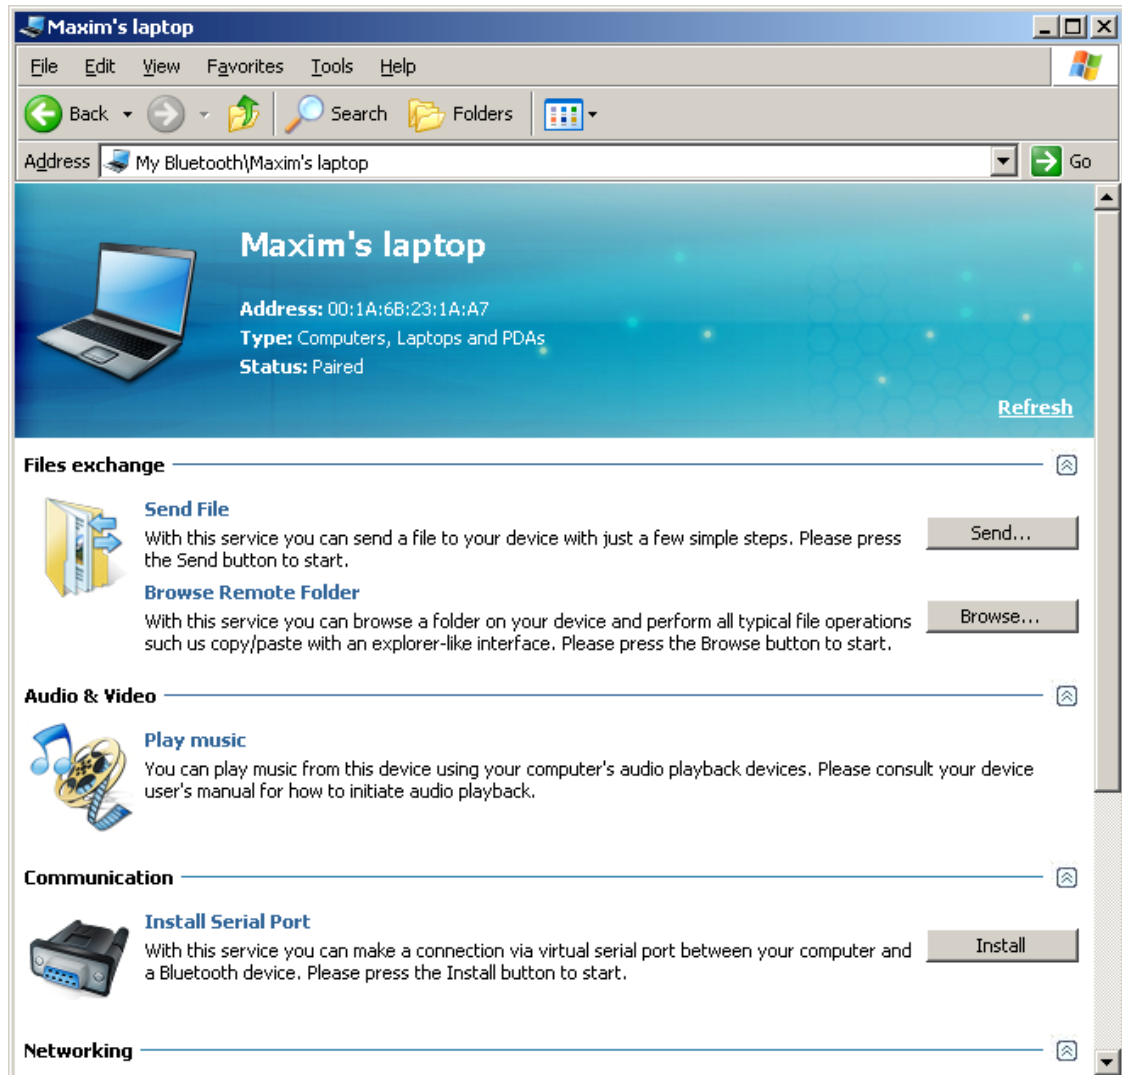 Maxim's laptop
File Edit View Favorites Tools Help
Back Search Folders
Address My Bluetooth\Maxim's laptop Go
Maxim's laptop
Address: 00:1A:6B:23:1A:A7
Type: Computers, Laptops and PDAs
Status: Paired
Refresh
Files exchange
Send File
With this service you can send a file to your device with just a few simple steps. Please press
the Send button to start.
Send...
Browse Remote Folder
With this service you can browse a folder on your device and perform all typical file operations
such us copy/paste with an explorer-like interface. Please press the Browse button to start.
Browse...
Audio & Video
Play music
You can play music from this device using your computer's audio playback devices. Please consult your device
user's manual for how to initiate audio playback.
Communication
Install Serial Port
With this service you can make a connection via virtual serial port between your computer and
a Bluetooth device. Please press the Install button to start.
Install
Networking